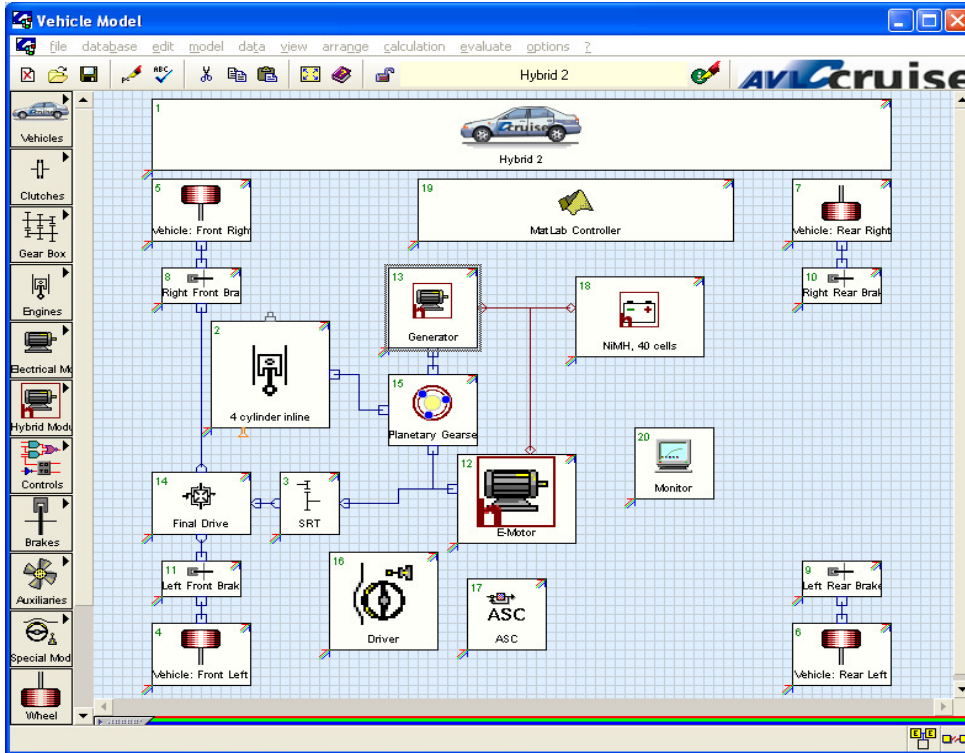 Vehicle Model
file database edit model data view arrange calculation evaluate options ?
ABC
Hybrid 2
AVL cruise
Vehicles
Clutches
Gear Box
Engines
Electrical Mo
Hybrid Modu
Controls
Brakes
Auxiliaries
Special Mod
Wheel
1
cruise
Hybrid 2
5
Vehicle: Front Right
19
MatLab Controller
7
Vehicle: Rear Right
8
Right Front Bra
13
h
Generator
18
h
NiMH, 40 cells
10
Right Rear Brak
2
4 cylinder inline
15
Planetary Gearse
12
h
E-Motor
20
Monitor
14
Final Drive
3
SRT
11
Left Front Brak
16
Driver
17
ASC
ASC
9
Left Rear Brake
4
Vehicle: Front Left
6
Vehicle: Rear Left
E E